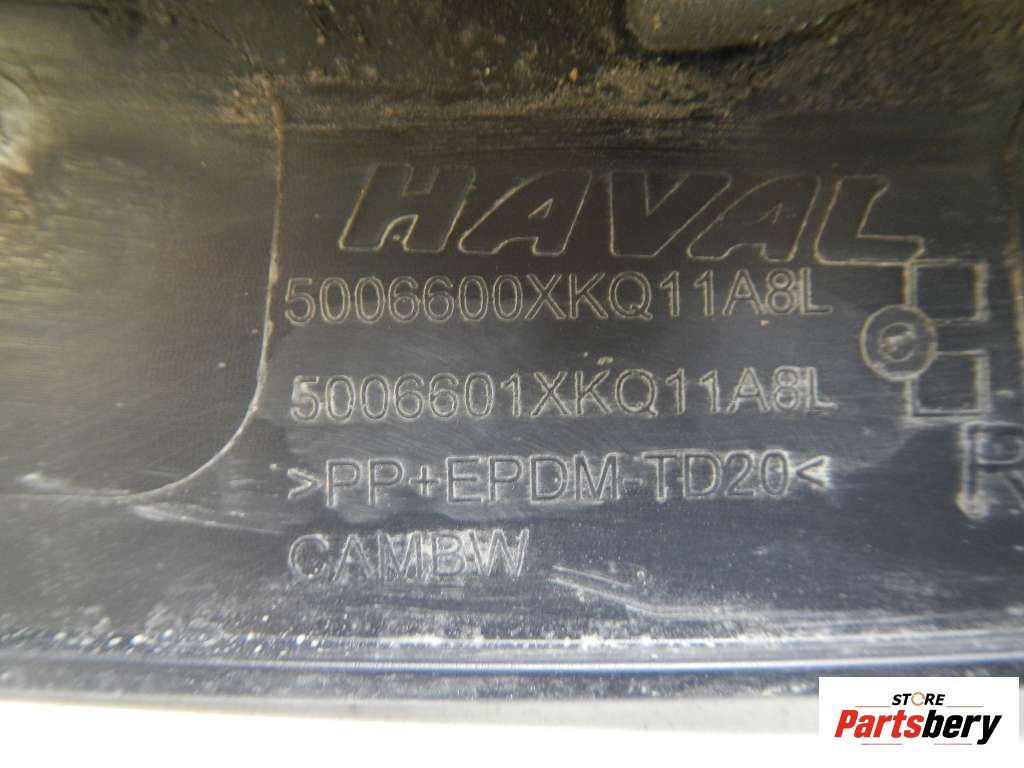 HAVAL
5006600XKQ11A8L
5006601XKQ11A8L
>PP+EPDM-TD20<
CAMBW
STORE
Partsbery